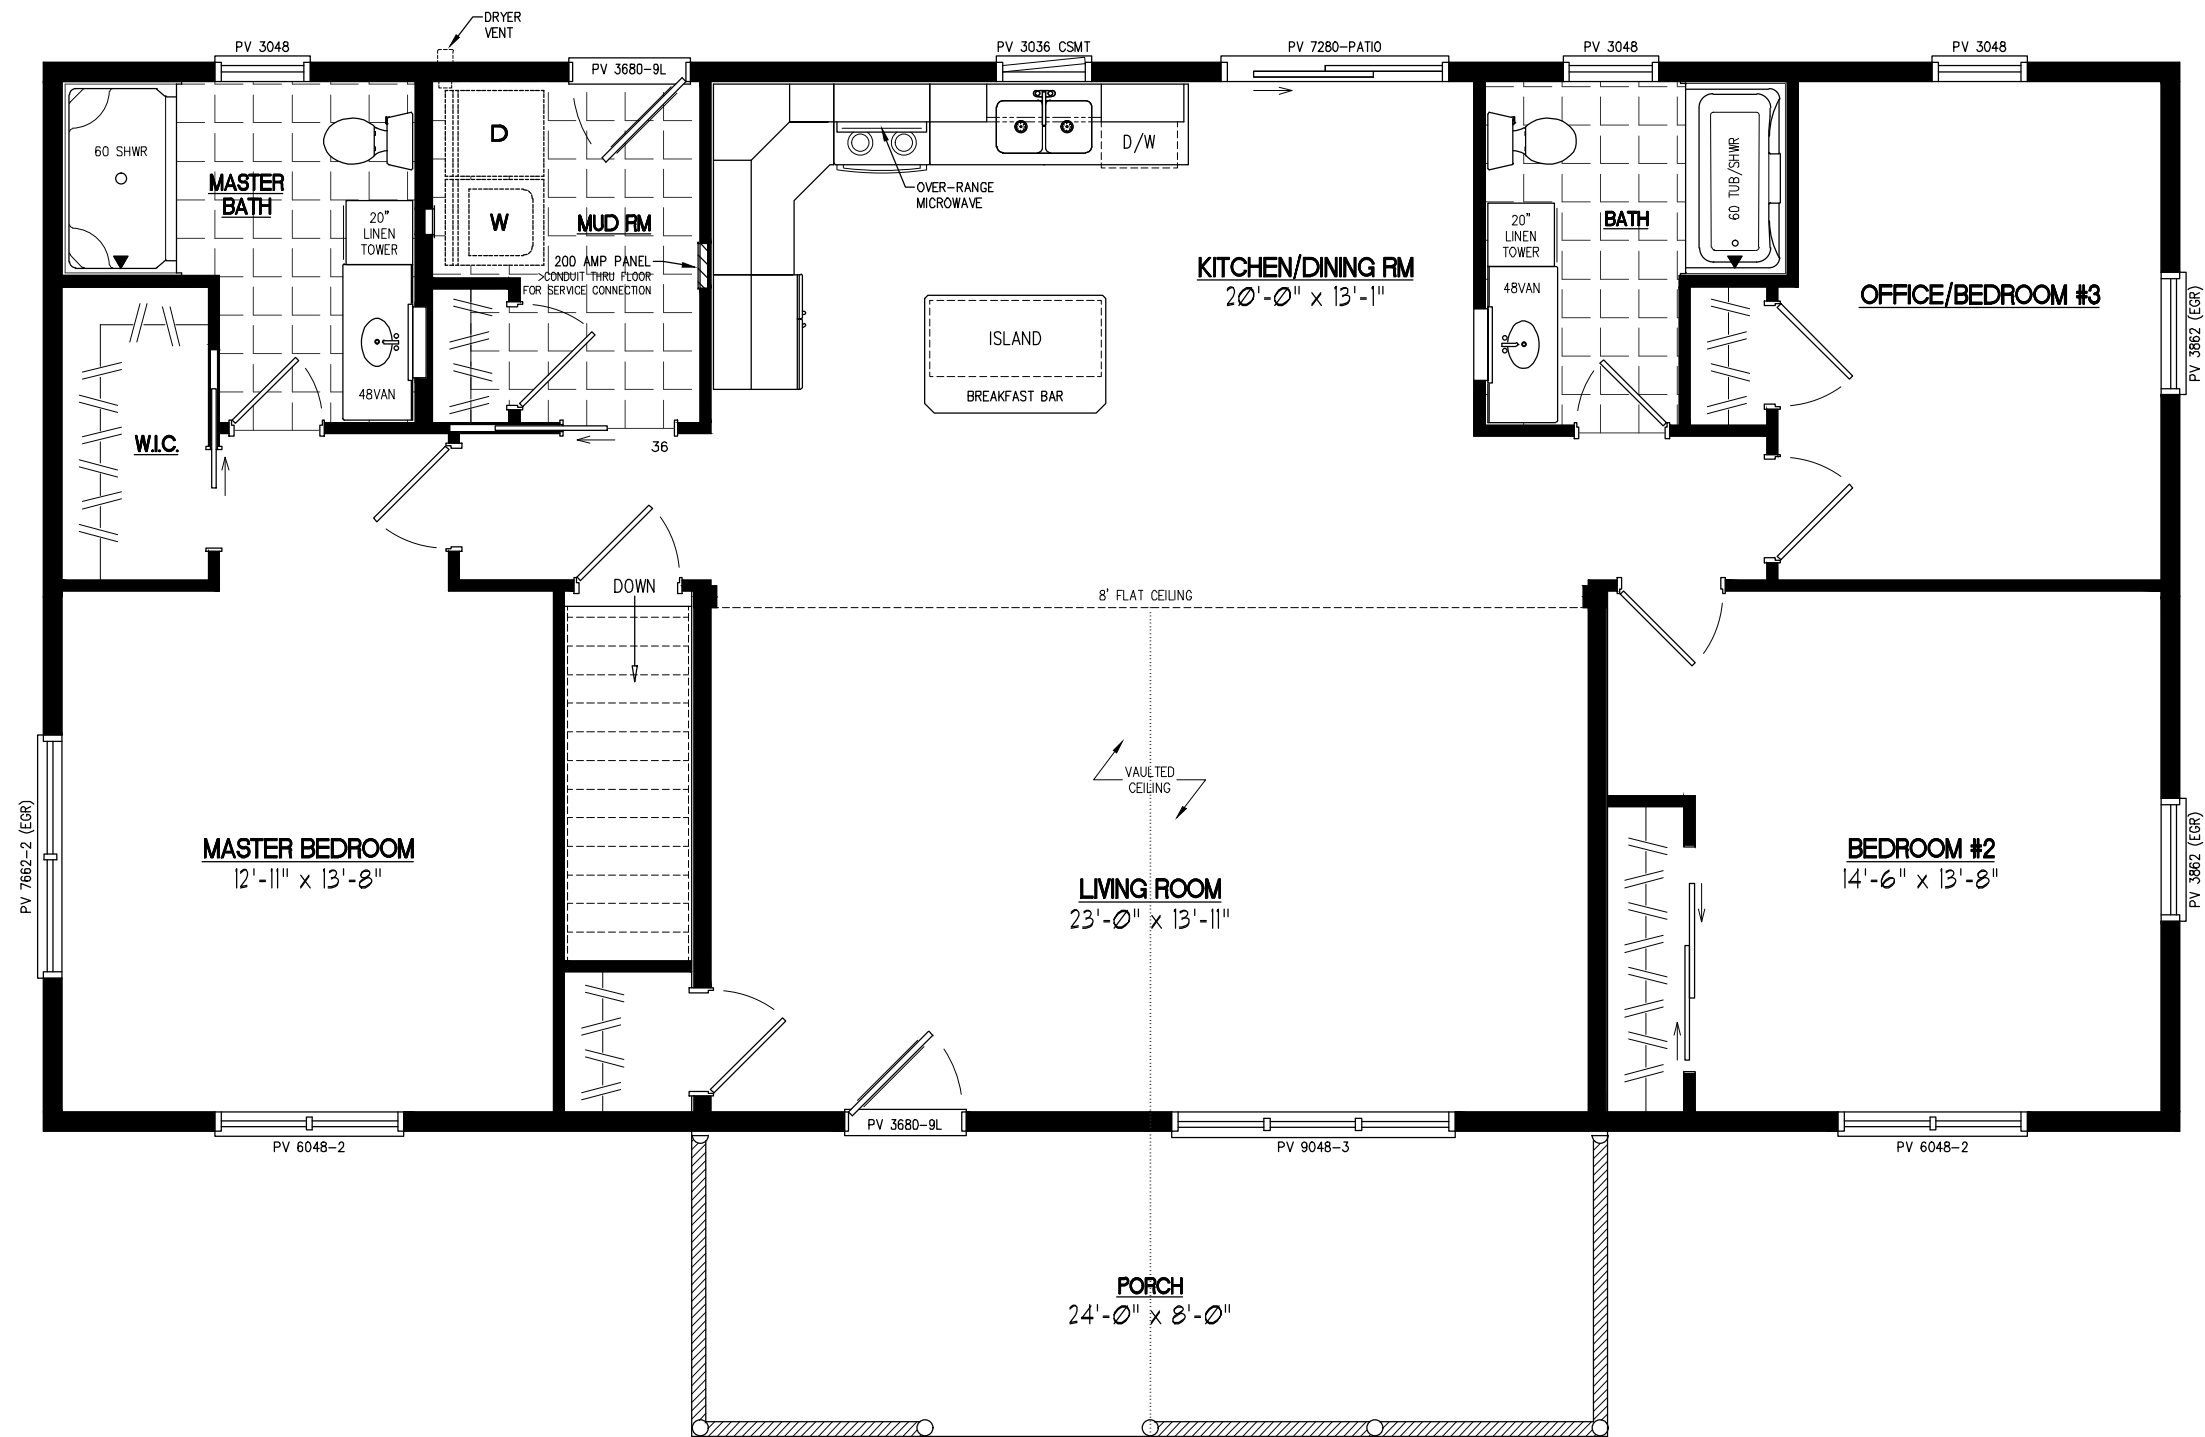 DRYER
VENT
PV 3048
PV 3680-9L
PV 3036 CSMT
PV 7280-PATIO
PV 3048
PV 3048
60 SHWR
MASTER
BATH
20"
LINEN
TOWER
48VAN
D
W
MUD RM
200 AMP PANEL
>CONDUIT THRU FLOOR
FOR SERVICE CONNECTION
D/W
OVER-RANGE
MICROWAVE
KITCHEN/DINING RM
20'-0" x 13'-1"
ISLAND
BREAKFAST BAR
20"
LINEN
TOWER
48VAN
BATH
60 TUB/SHWR
OFFICE/BEDROOM #3
PV 3862 (EGR)
W.I.C.
36
DOWN
8' FLAT CEILING
VAULTED
CEILING
MASTER BEDROOM
12'-11" x 13'-8"
PV 7662-2 (EGR)
LIVING ROOM
23'-0" x 13'-11"
BEDROOM #2
14'-6" x 13'-8"
PV 3862 (EGR)
PV 6048-2
PV 3680-9L
PV 9048-3
PV 6048-2
PORCH
24'-0" x 8'-0"